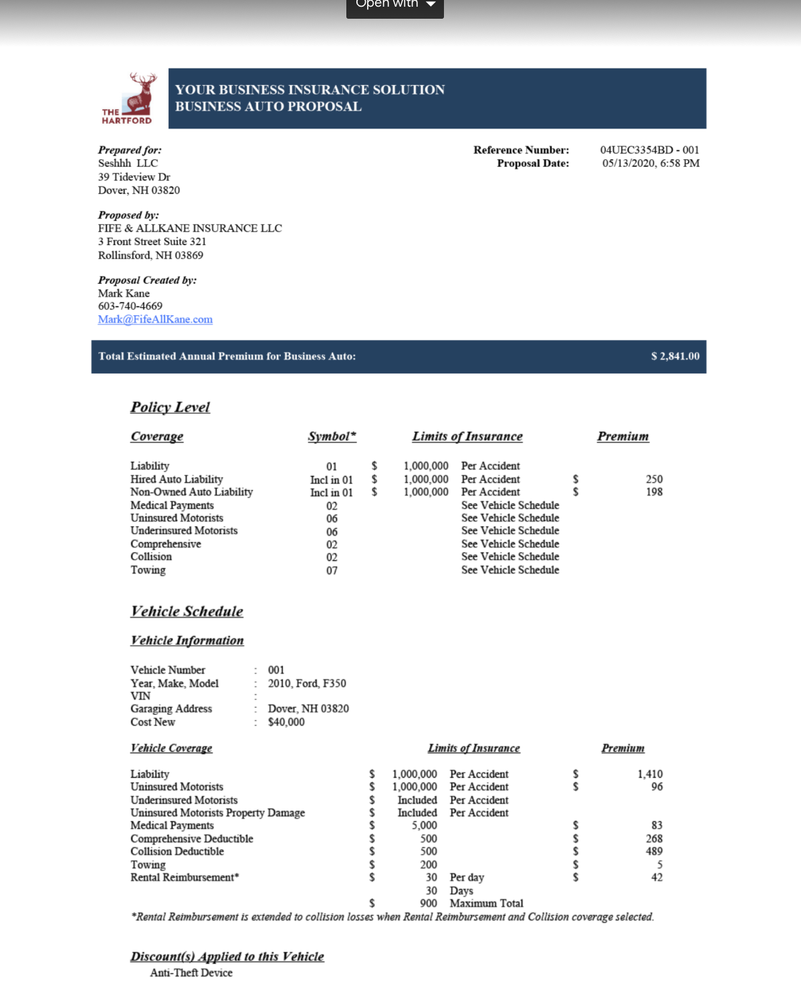 Open with
THE
HARTFORD
YOUR BUSINESS INSURANCE SOLUTION
BUSINESS AUTO PROPOSAL
Prepared for:
Seshhh LLC
39 Tideview Dr
Dover, NH 03820
Reference Number: 04UEC3354BD - 001
Proposal Date: 05/13/2020, 6:58 PM
Proposed by:
FIFE & ALLKANE INSURANCE LLC
3 Front Street Suite 321
Rollinsford, NH 03869
Proposal Created by:
Mark Kane
603-740-4669
Mark@FifeAllKane.com
Total Estimated Annual Premium for Business Auto: $ 2,841.00
Policy Level
Coverage Symbol* Limits of Insurance Premium
Liability 01 $ 1,000,000 Per Accident
Hired Auto Liability Incl in 01 $ 1,000,000 Per Accident $ 250
Non-Owned Auto Liability Incl in 01 $ 1,000,000 Per Accident $ 198
Medical Payments 02 See Vehicle Schedule
Uninsured Motorists 06 See Vehicle Schedule
Underinsured Motorists 06 See Vehicle Schedule
Comprehensive 02 See Vehicle Schedule
Collision 02 See Vehicle Schedule
Towing 07 See Vehicle Schedule
Vehicle Schedule
Vehicle Information
Vehicle Number : 001
Year, Make, Model : 2010, Ford, F350
VIN :
Garaging Address : Dover, NH 03820
Cost New : $40,000
Vehicle Coverage Limits of Insurance Premium
Liability $ 1,000,000 Per Accident $ 1,410
Uninsured Motorists $ 1,000,000 Per Accident $ 96
Underinsured Motorists $ Included Per Accident
Uninsured Motorists Property Damage $ Included Per Accident
Medical Payments $ 5,000 $ 83
Comprehensive Deductible $ 500 $ 268
Collision Deductible $ 500 $ 489
Towing $ 200 $ 5
Rental Reimbursement* $ 30 Per day $ 42
30 Days
$ 900 Maximum Total
*Rental Reimbursement is extended to collision losses when Rental Reimbursement and Collision coverage selected.
Discount(s) Applied to this Vehicle
Anti-Theft Device